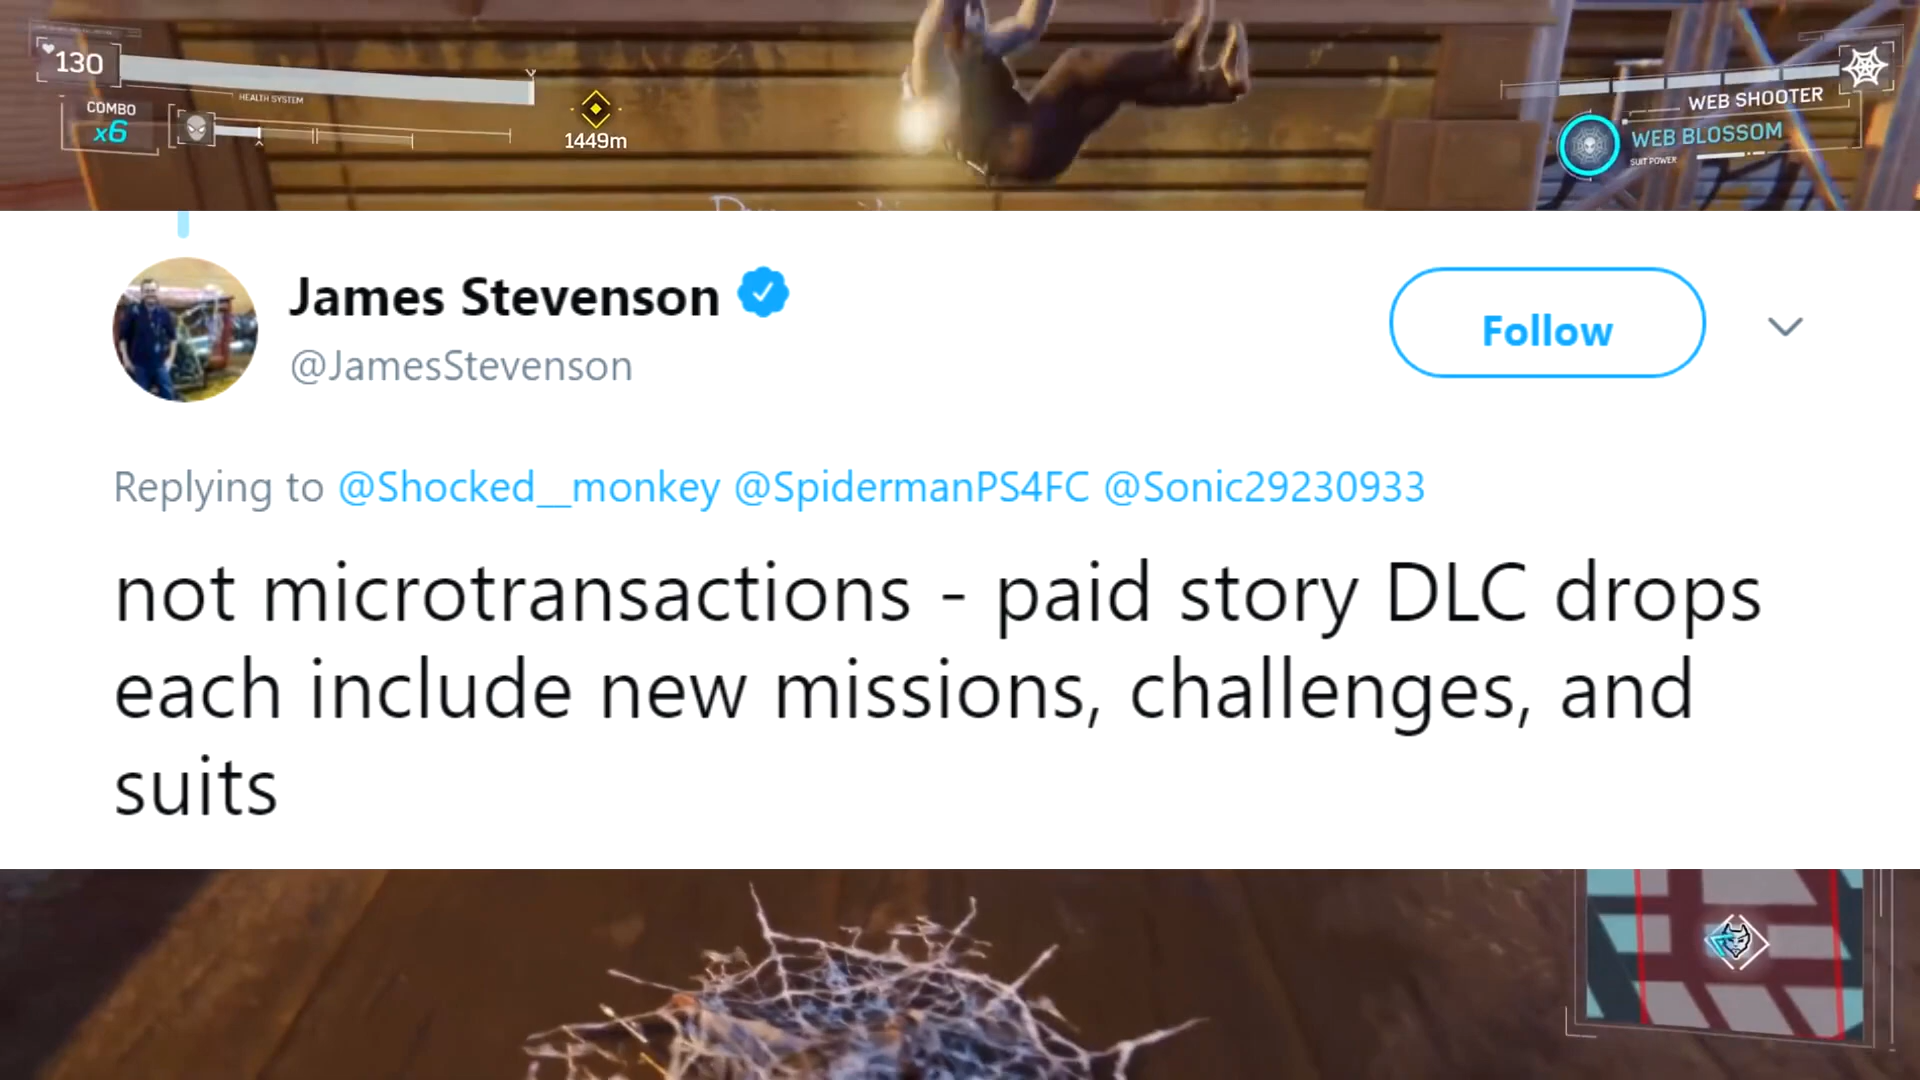 130
HEALTH SYSTEM
COMBO
x6
1449m
WEB SHOOTER
WEB BLOSSOM
SUIT POWER
James Stevenson
@JamesStevenson
Follow
Replying to @Shocked__monkey @SpidermanPS4FC @Sonic29230933
not microtransactions - paid story DLC drops
each include new missions, challenges, and
suits